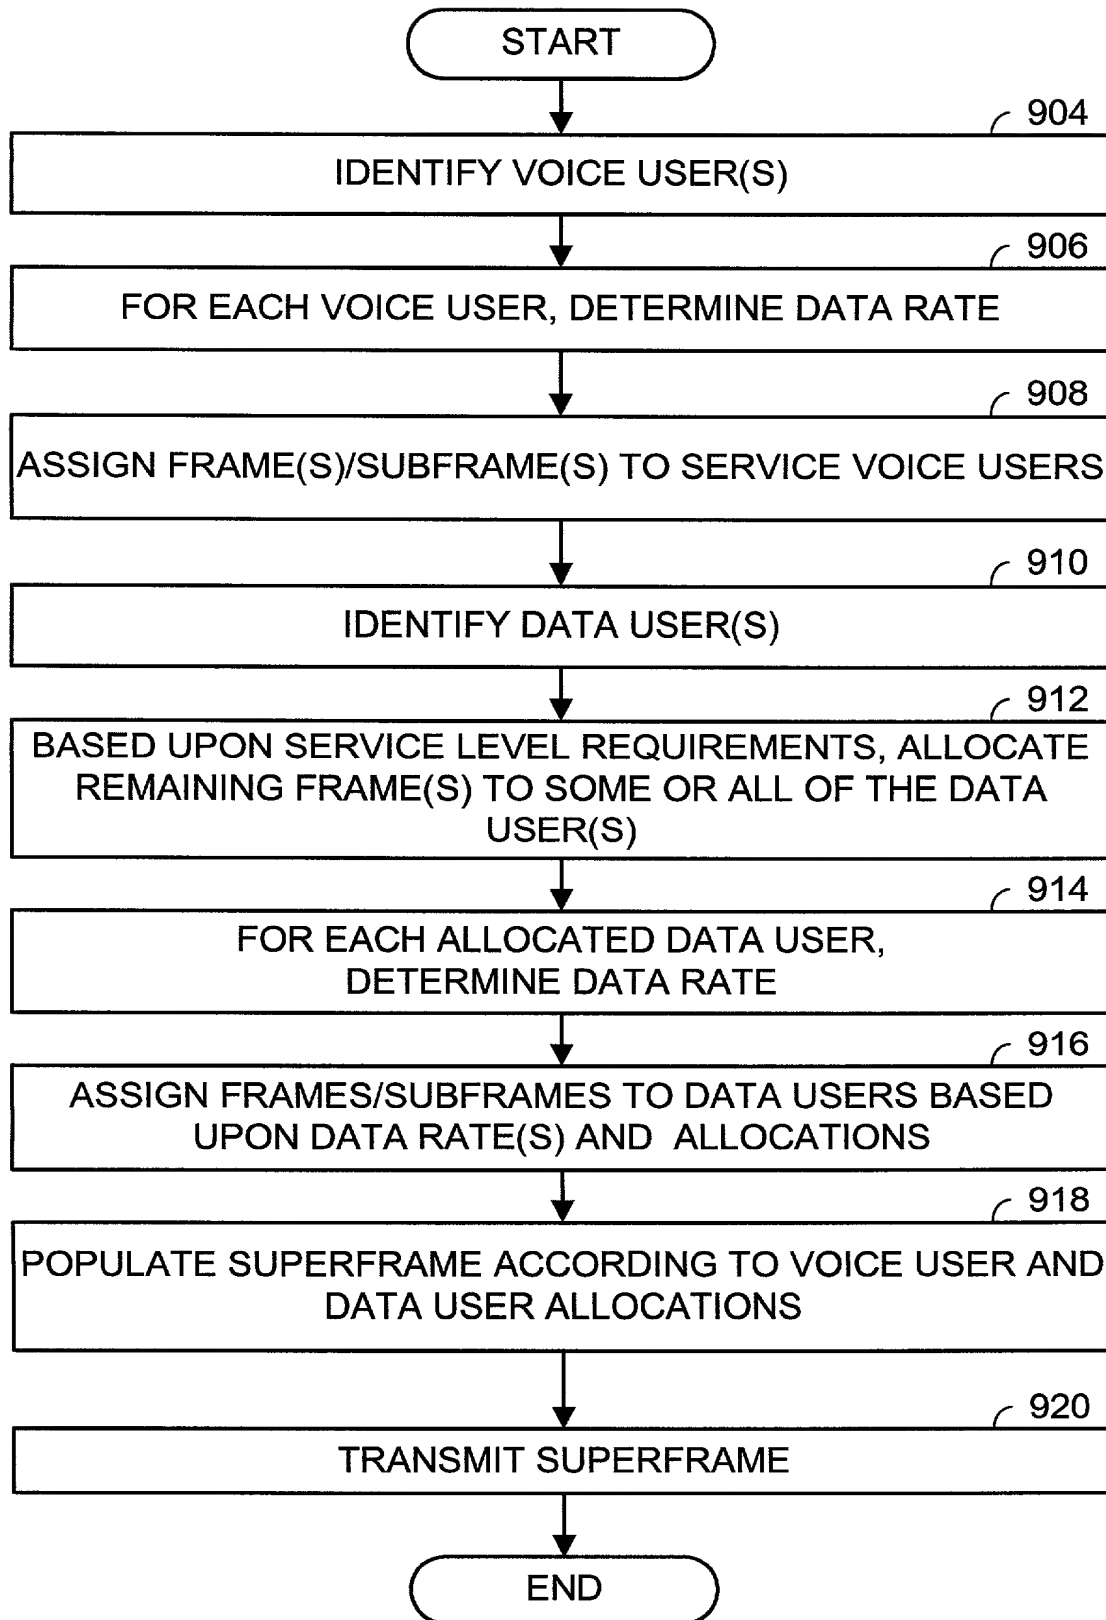 START
904
IDENTIFY VOICE USER(S)
906
FOR EACH VOICE USER, DETERMINE DATA RATE
908
ASSIGN FRAME(S)/SUBFRAME(S) TO SERVICE VOICE USERS
910
IDENTIFY DATA USER(S)
912
BASED UPON SERVICE LEVEL REQUIREMENTS, ALLOCATE
REMAINING FRAME(S) TO SOME OR ALL OF THE DATA
USER(S)
914
FOR EACH ALLOCATED DATA USER,
DETERMINE DATA RATE
916
ASSIGN FRAMES/SUBFRAMES TO DATA USERS BASED
UPON DATA RATE(S) AND ALLOCATIONS
918
POPULATE SUPERFRAME ACCORDING TO VOICE USER AND
DATA USER ALLOCATIONS
920
TRANSMIT SUPERFRAME
END